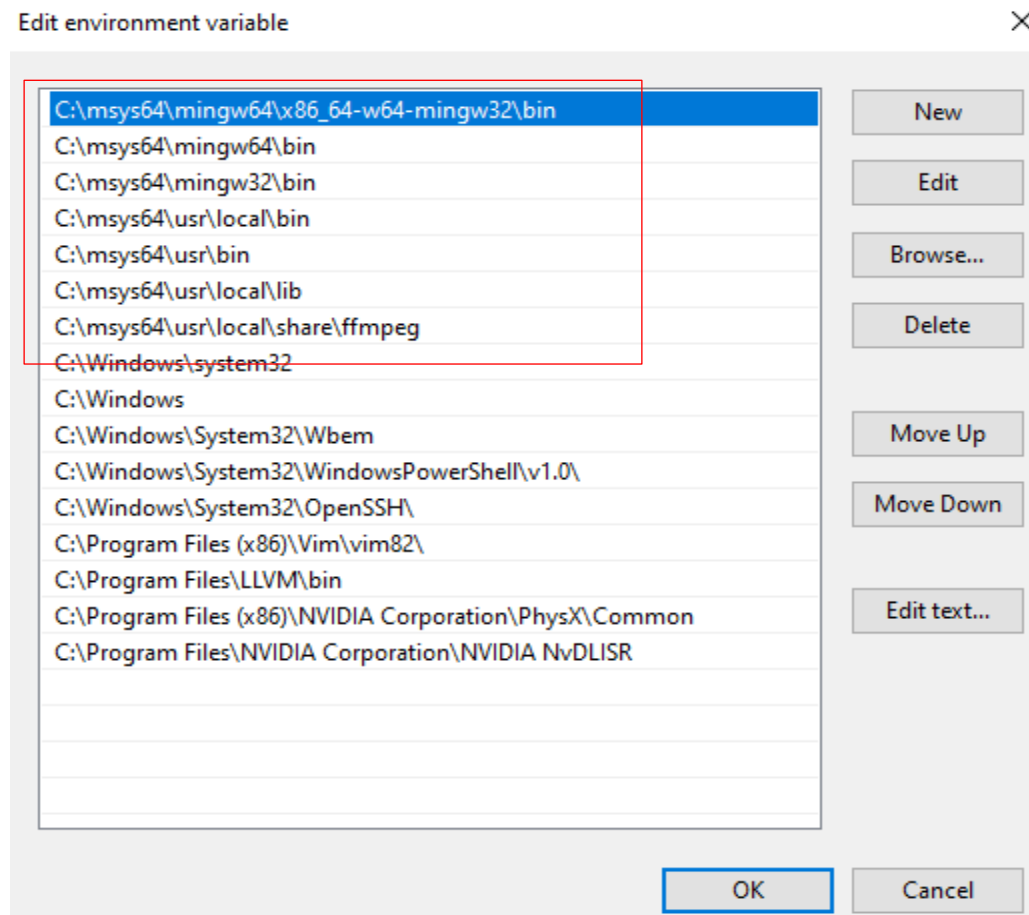 Edit environment variable
C:\msys64\mingw64\x86_64-w64-mingw32\bin
C:\msys64\mingw64\bin
C:\msys64\mingw32\bin
C:\msys64\usr\local\bin
C:\msys64\usr\bin
C:\msys64\usr\local\lib
C:\msys64\usr\local\share\ffmpeg
C:\Windows\system32
C:\Windows
C:\Windows\System32\Wbem
C:\Windows\System32\WindowsPowerShell\v1.0\
C:\Windows\System32\OpenSSH\
C:\Program Files (x86)\Vim\vim82\
C:\Program Files\LLVM\bin
C:\Program Files (x86)\NVIDIA Corporation\PhysX\Common
C:\Program Files\NVIDIA Corporation\NVIDIA NvDLISR
New
Edit
Browse...
Delete
Move Up
Move Down
Edit text...
OK
Cancel